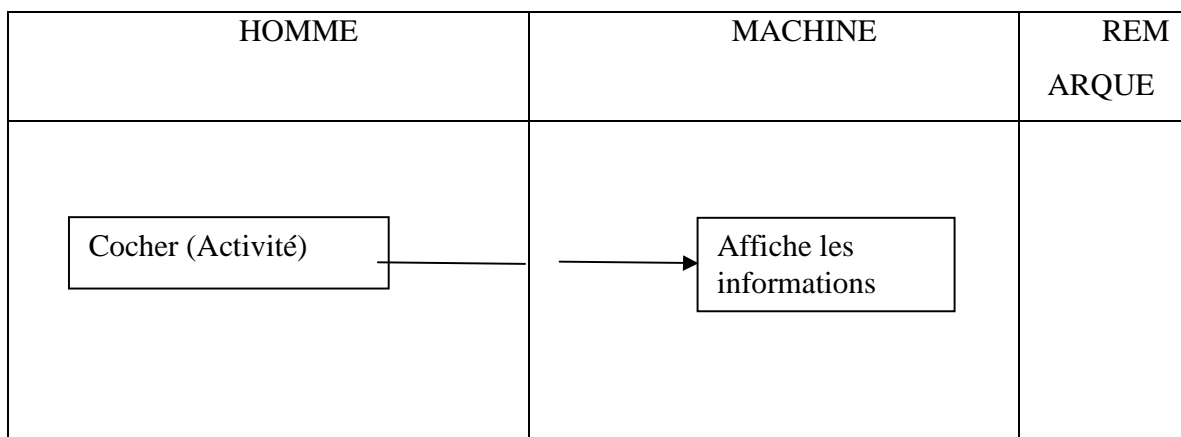 HOMME
MACHINE
REM
ARQUE
Cocher (Activité)
Affiche les
informations